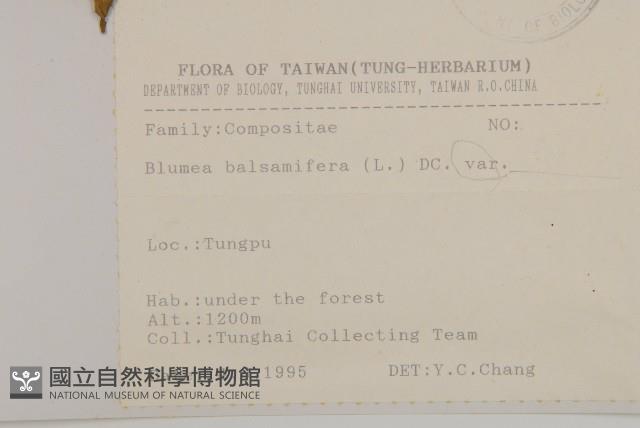 OF BIOLO
FLORA OF TAIWAN(TUNG-HERBARIUM)
DEPARTMENT OF BIOLOGY, TUNGHAI UNIVERSITY, TAIWAN R.O.CHINA
Family:Compositae NO:
Blumea balsamifera (L.) DC. var.
Loc.:Tungpu
Hab.:under the forest
Alt.:1200m
Coll.:Tunghai Collecting Team
1995 DET:Y.C.Chang
國立自然科學博物館
NATIONAL MUSEUM OF NATURAL SCIENCE